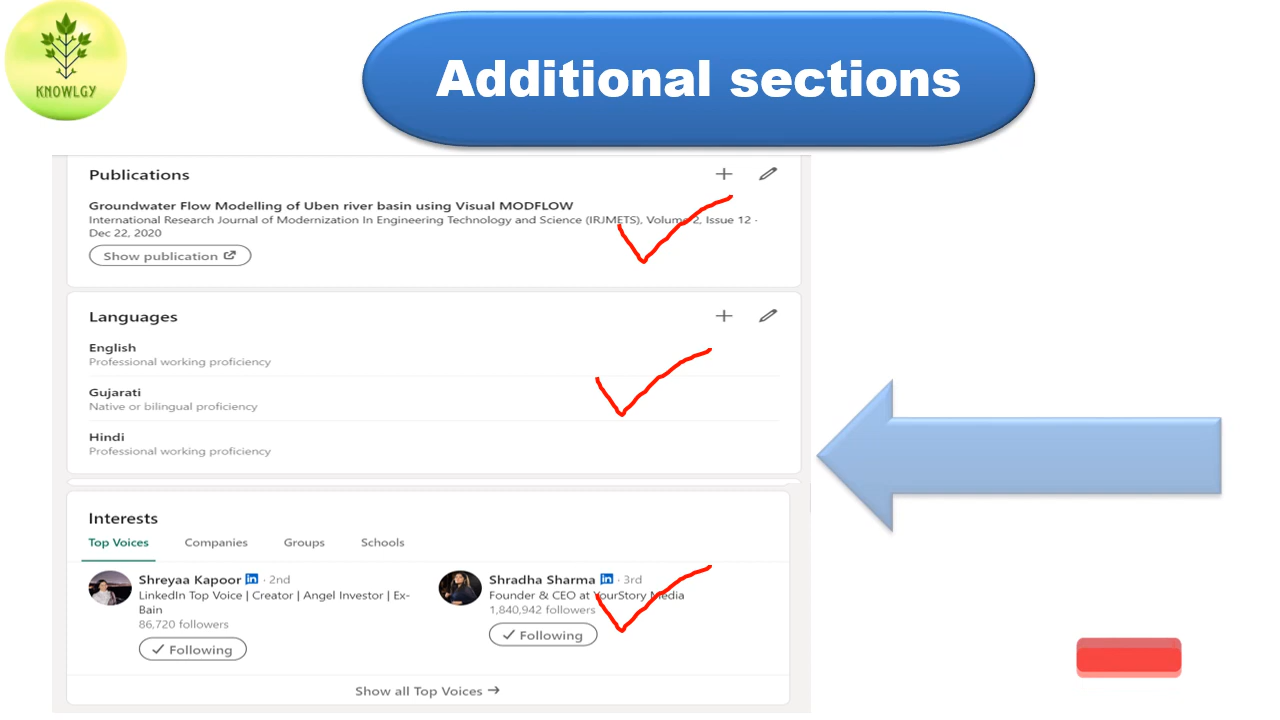 KNOWLGY
Additional sections
Publications
Groundwater Flow Modelling of Uben river basin using Visual MODFLOW
International Research Journal of Modernization In Engineering Technology and Science (IRJMETS), Volume 2, Issue 12 ·
Dec 22, 2020
Show publication
Languages
English
Professional working proficiency
Gujarati
Native or bilingual proficiency
Hindi
Professional working proficiency
Interests
Top Voices Companies Groups Schools
Shreyaa Kapoor in · 2nd
LinkedIn Top Voice | Creator | Angel Investor | Ex-
Bain
86,720 followers
Following
Shradha Sharma in · 3rd
Founder & CEO at YourStory Media
1,840,942 followers
Following
Show all Top Voices